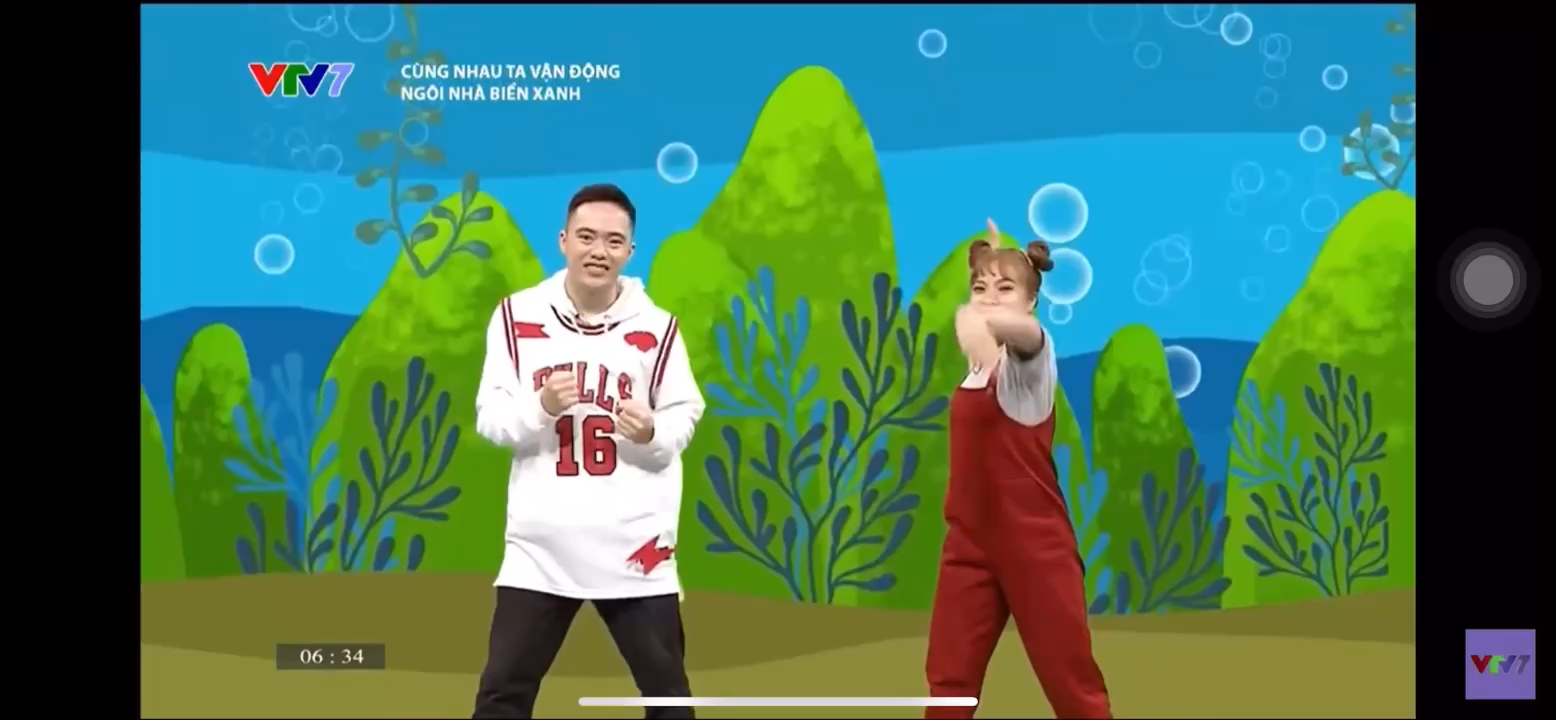 VTV7
CÙNG NHAU TA VẬN ĐỘNG
NGÔI NHÀ BIỂN XANH
BULLS
16
06 : 34
VTV7